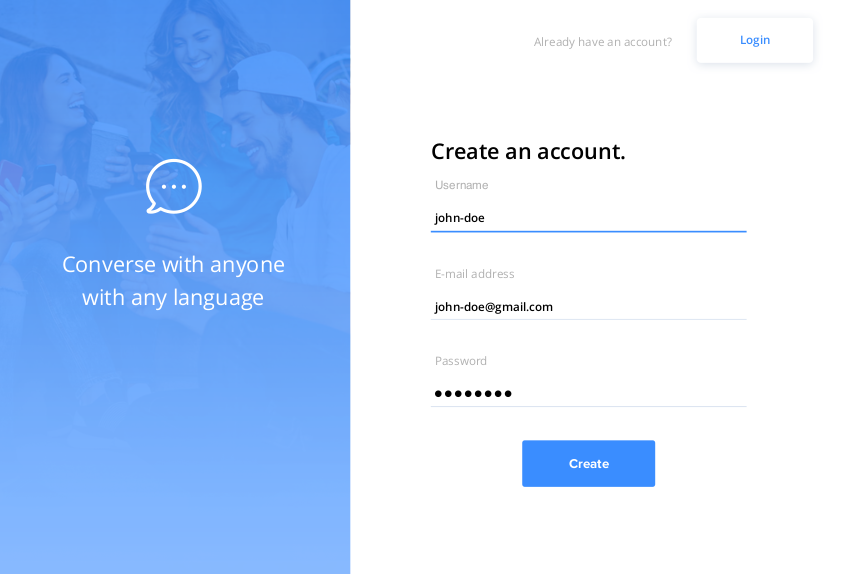 Already have an account?
Login
Converse with anyone
with any language
Create an account.
Username
john-doe
E-mail address
john-doe@gmail.com
Password
Create